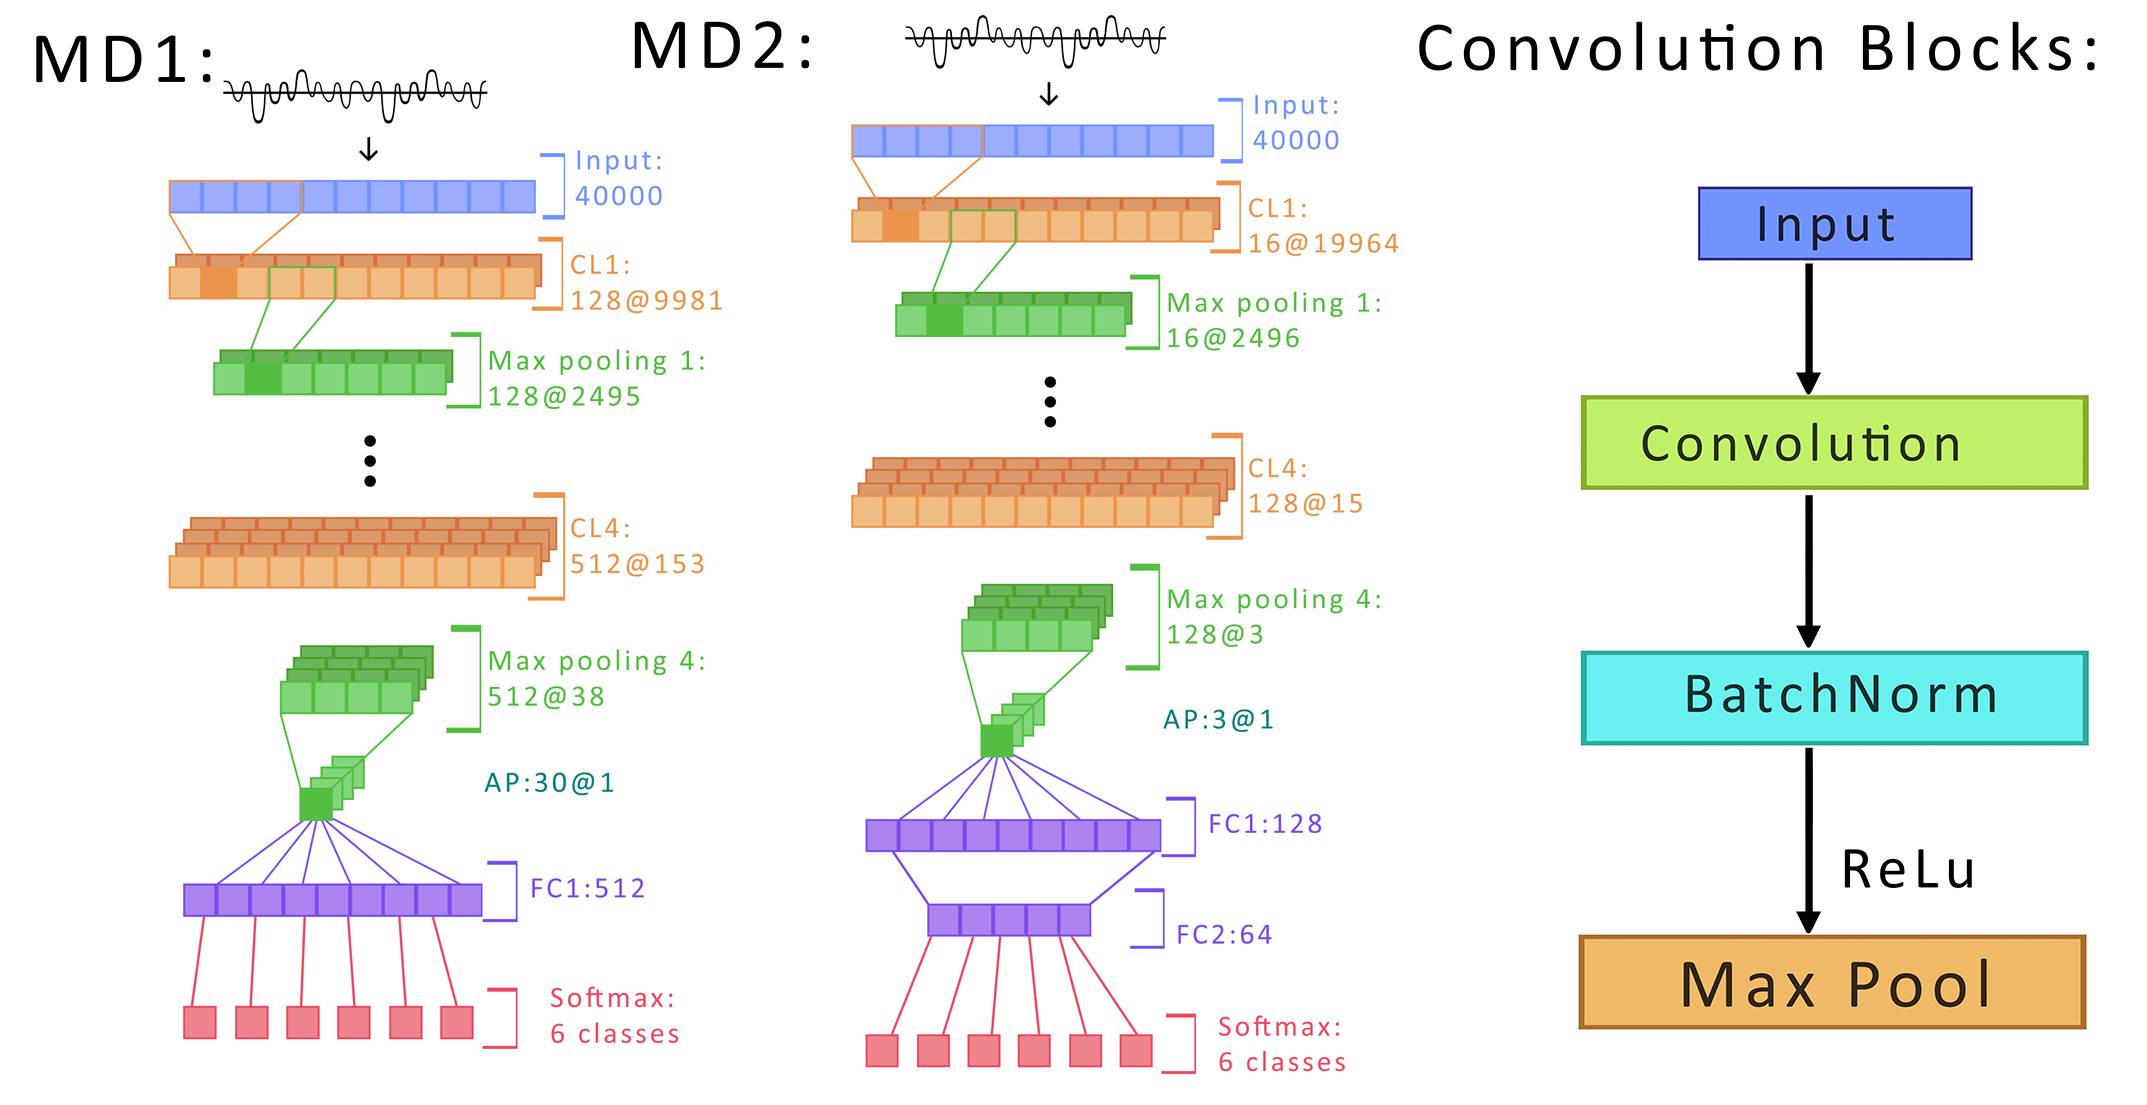 MD1:
Input:
40000
CL1:
128@9981
Max pooling 1:
128@2495
CL4:
512@153
Max pooling 4:
512@38
AP:30@1
FC1:512
Softmax:
6 classes
MD2:
Input:
40000
CL1:
16@19964
Max pooling 1:
16@2496
CL4:
128@15
Max pooling 4:
128@3
AP:3@1
FC1:128
FC2:64
Softmax:
6 classes
Convolution Blocks:
Input
Convolution
BatchNorm
ReLu
Max Pool